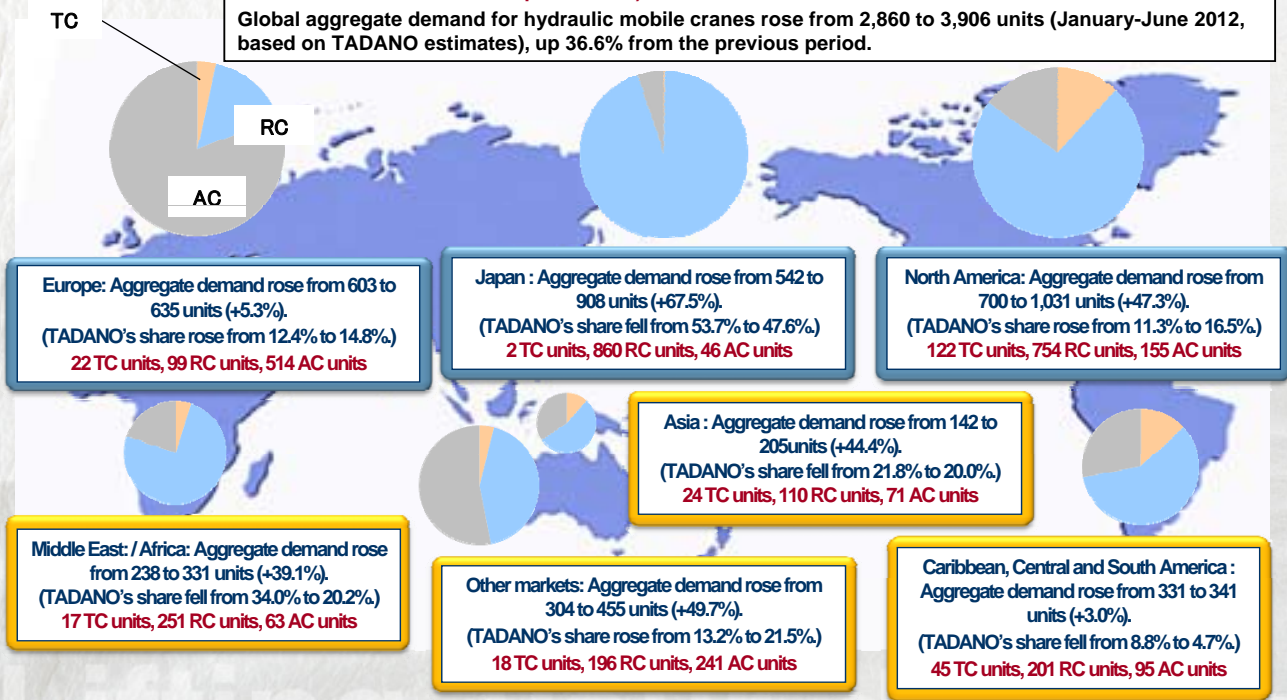 Global aggregate demand for hydraulic mobile cranes rose from 2,860 to 3,906 units (January-June 2012,
based on TADANO estimates), up 36.6% from the previous period.
TC
RC
AC
Europe: Aggregate demand rose from 603 to
635 units (+5.3%).
(TADANO's share rose from 12.4% to 14.8%.)
22 TC units, 99 RC units, 514 AC units
Japan : Aggregate demand rose from 542 to
908 units (+67.5%).
(TADANO's share fell from 53.7% to 47.6%.)
2 TC units, 860 RC units, 46 AC units
North America: Aggregate demand rose from
700 to 1,031 units (+47.3%).
(TADANO's share rose from 11.3% to 16.5%.)
122 TC units, 754 RC units, 155 AC units
Asia : Aggregate demand rose from 142 to
205units (+44.4%).
(TADANO's share fell from 21.8% to 20.0%.)
24 TC units, 110 RC units, 71 AC units
Middle East: / Africa: Aggregate demand rose
from 238 to 331 units (+39.1%).
(TADANO's share fell from 34.0% to 20.2%.)
17 TC units, 251 RC units, 63 AC units
Other markets: Aggregate demand rose from
304 to 455 units (+49.7%).
(TADANO's share rose from 13.2% to 21.5%.)
18 TC units, 196 RC units, 241 AC units
Caribbean, Central and South America :
Aggregate demand rose from 331 to 341
units (+3.0%).
(TADANO's share fell from 8.8% to 4.7%.)
45 TC units, 201 RC units, 95 AC units